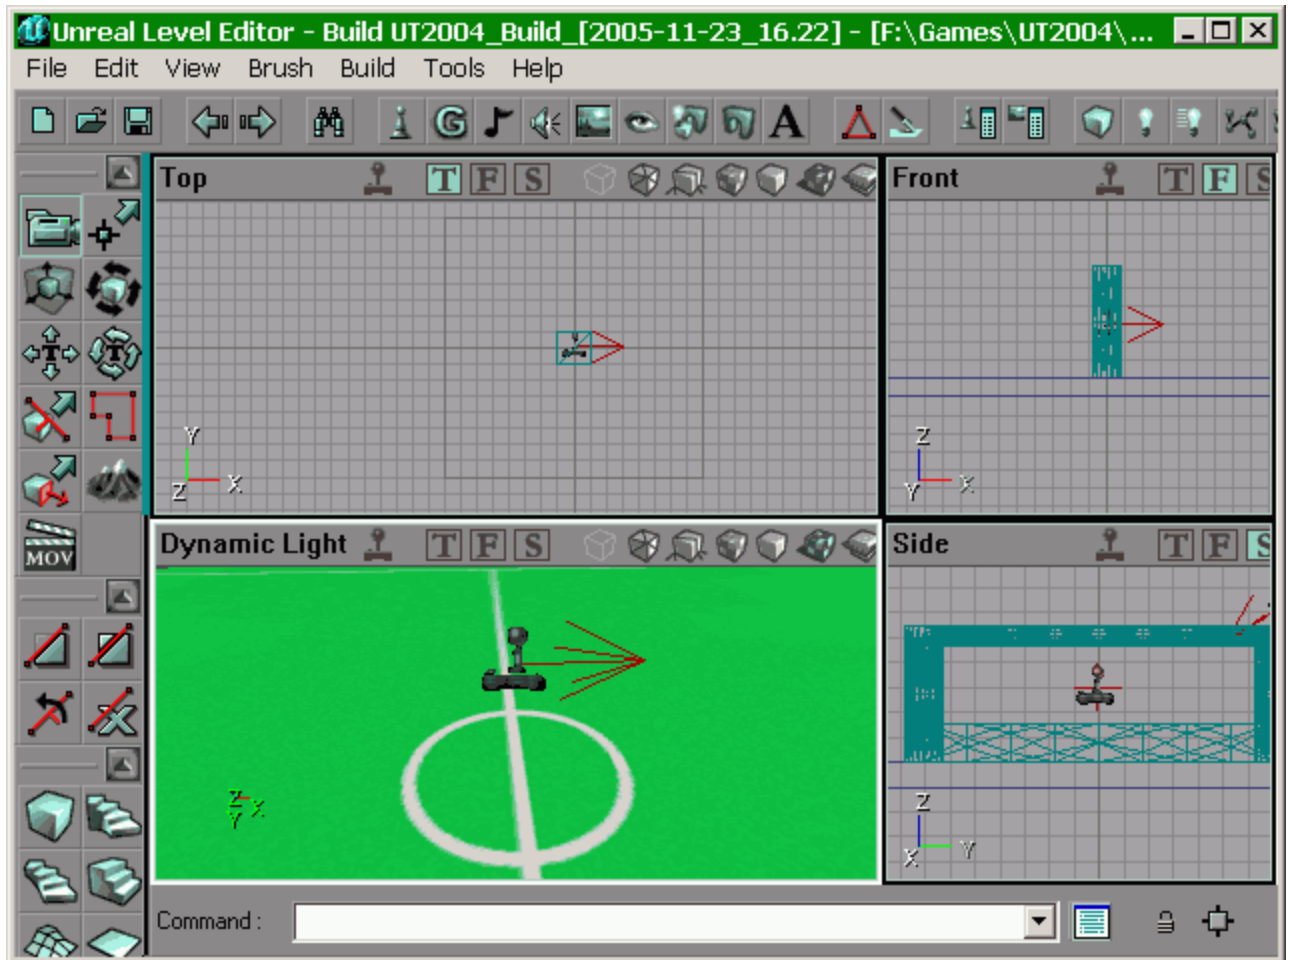 Unreal Level Editor - Build UT2004_Build_[2005-11-23_16.22] - [F:\Games\UT2004\...
File Edit View Brush Build Tools Help
G A
Top T F S
Front T F S
Y
Z X
Z
Y X
T
T
MOV
Dynamic Light T F S
Side T F S
Z X
Y
Z
X Y
Command :